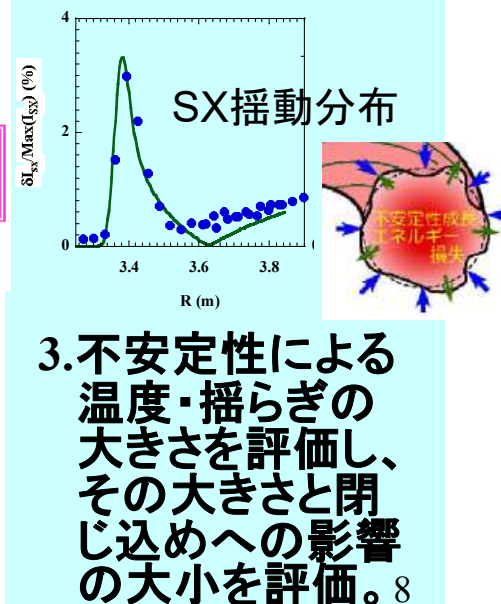 4
2
0
δI_sx/Max(I_SX) (%)
SX揺動分布
3.4
3.6
3.8
R (m)
不安定性成長
エネルギー
損失
3.不安定性による
温度・揺らぎの
大きさを評価し、
その大きさと閉
じ込めへの影響
の大小を評価。8